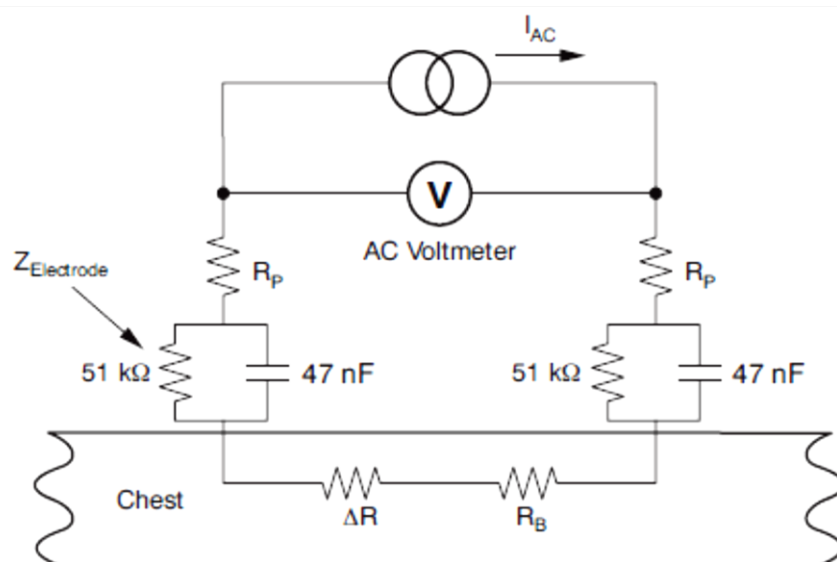 I_AC
V
AC Voltmeter
Z_Electrode
R_P
R_P
51 kΩ
47 nF
51 kΩ
47 nF
Chest
ΔR
R_B